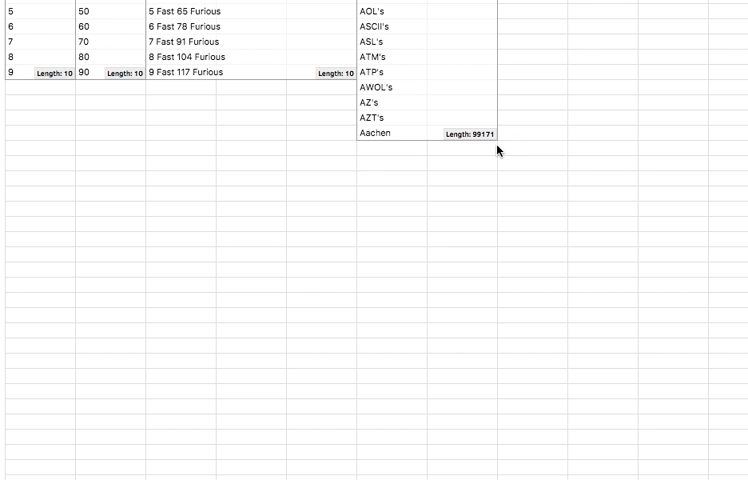 5 50 5 Fast 65 Furious AOL's
6 60 6 Fast 78 Furious ASCII's
7 70 7 Fast 91 Furious ASL's
8 80 8 Fast 104 Furious ATM's
9 Length: 10 90 Length: 10 9 Fast 117 Furious Length: 10 ATP's
AWOL's
AZ's
AZT's
Aachen Length: 99171